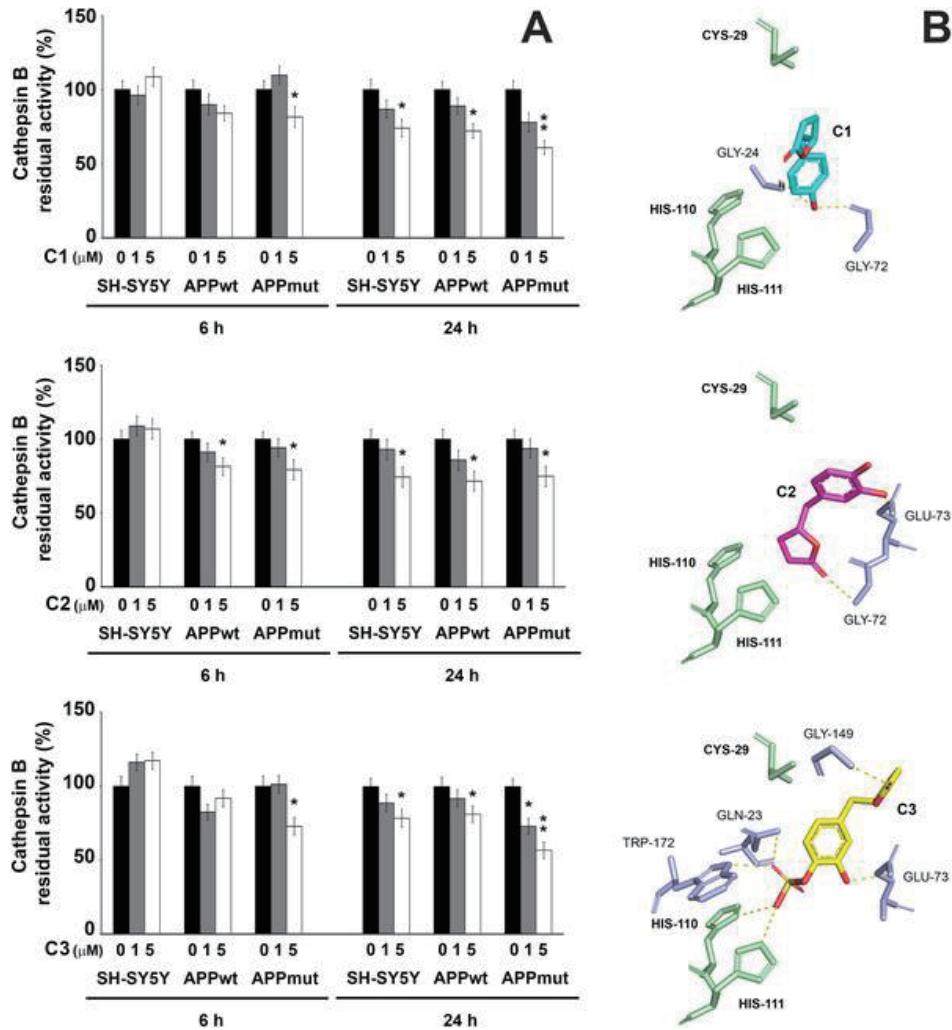 A
B
150
100
50
0
Cathepsin B
residual activity (%)
*
*
*
*
*
C1 (µM)
0 1 5 0 1 5 0 1 5 0 1 5 0 1 5 0 1 5
SH-SY5Y APPwt APPmut SH-SY5Y APPwt APPmut
6 h 24 h
CYS-29
C1
GLY-24
HIS-110
GLY-72
HIS-111
150
100
50
0
Cathepsin B
residual activity (%)
* * * * *
C2 (µM)
0 1 5 0 1 5 0 1 5 0 1 5 0 1 5 0 1 5
SH-SY5Y APPwt APPmut SH-SY5Y APPwt APPmut
6 h 24 h
CYS-29
C2
GLU-73
HIS-110
GLY-72
HIS-111
150
100
50
0
Cathepsin B
residual activity (%)
* * * *
*
*
C3 (µM)
0 1 5 0 1 5 0 1 5 0 1 5 0 1 5 0 1 5
SH-SY5Y APPwt APPmut SH-SY5Y APPwt APPmut
6 h 24 h
GLY-149
CYS-29
C3
GLN-23
TRP-172
GLU-73
HIS-110
HIS-111